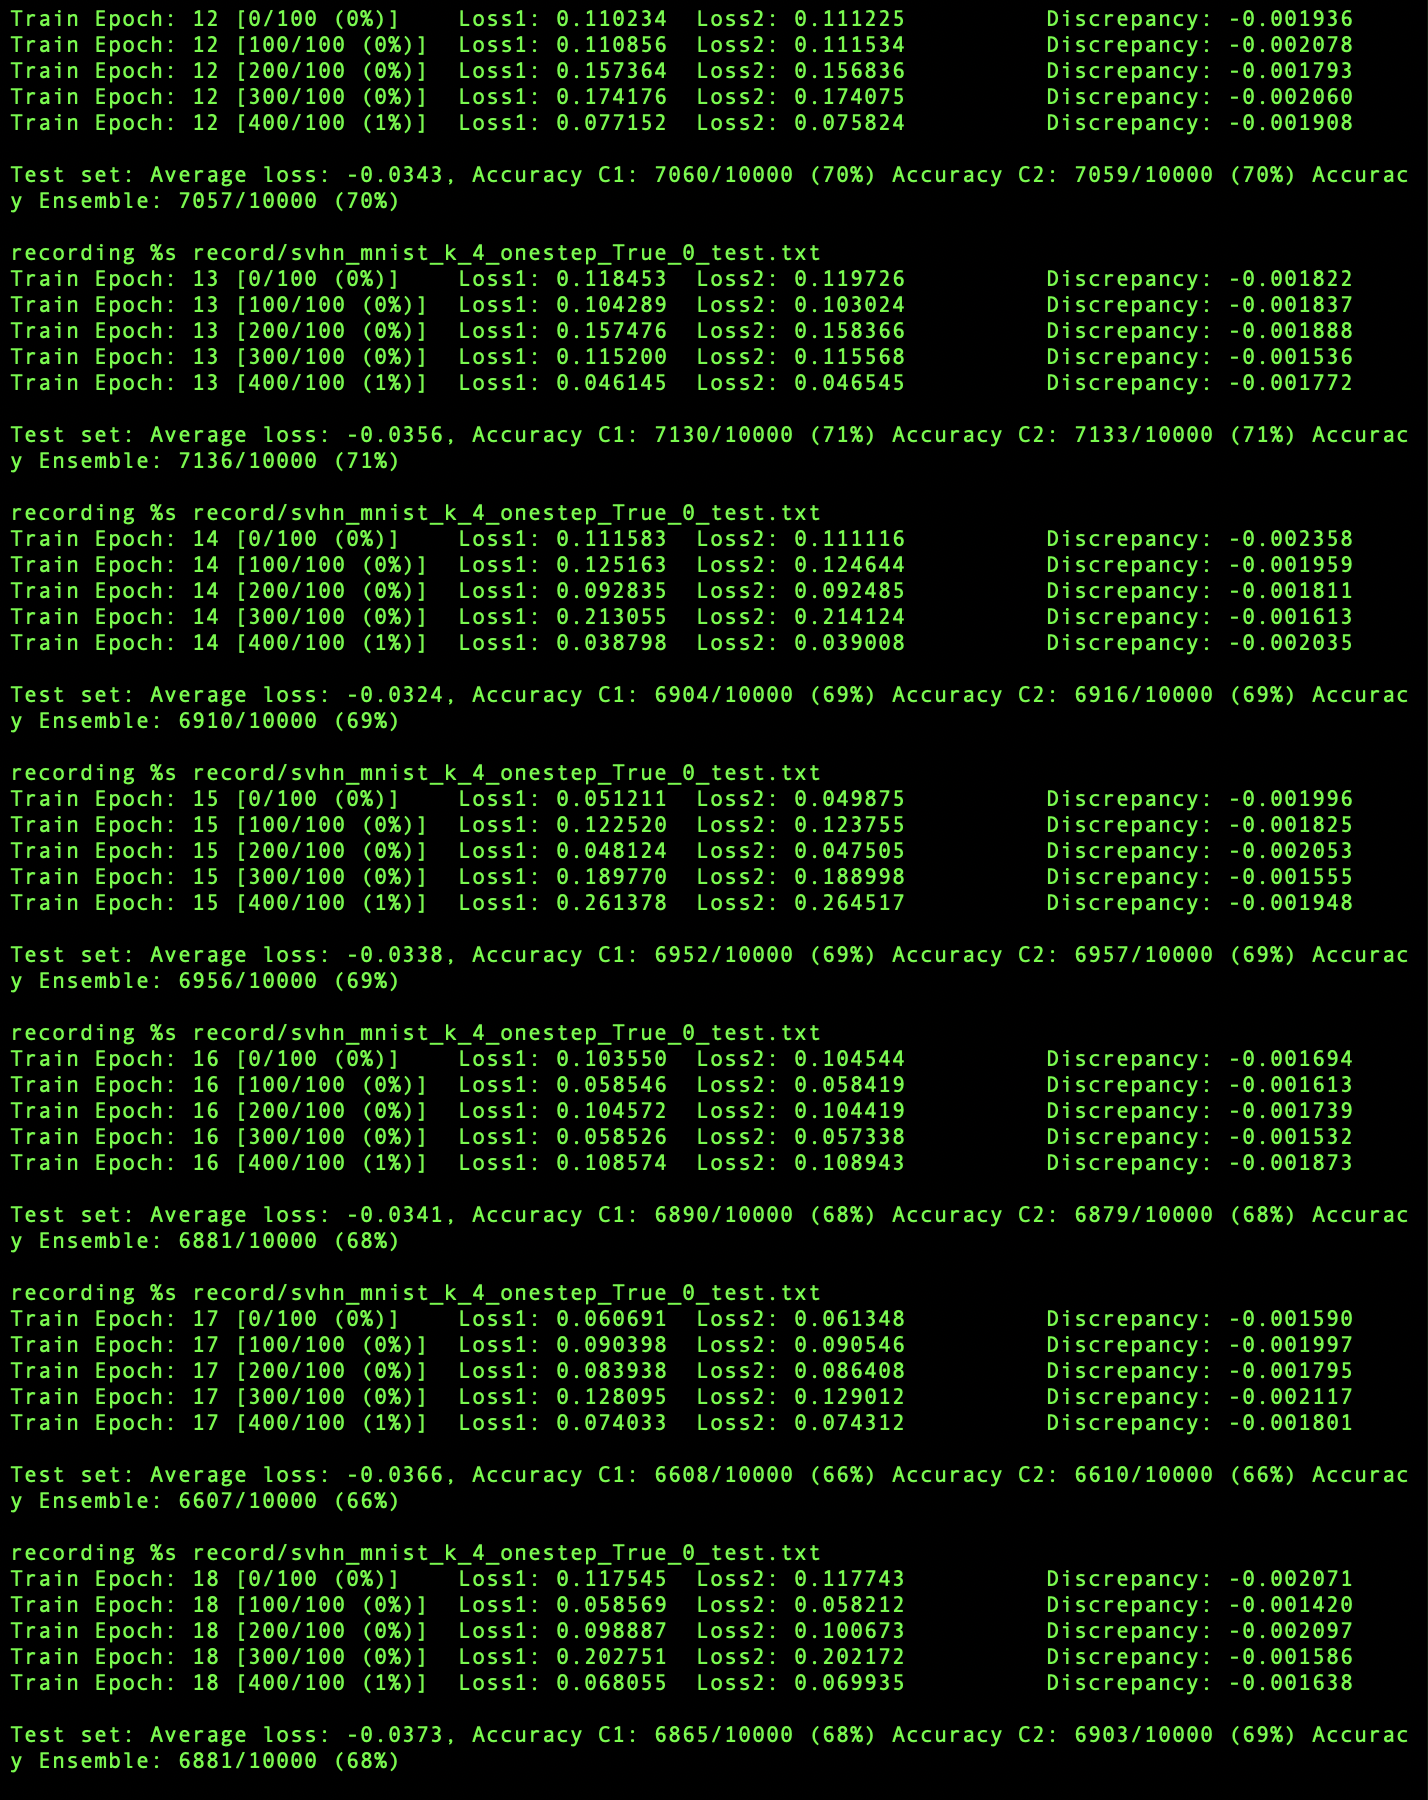 Train Epoch: 12 [0/100 (0%)]    Loss1: 0.110234  Loss2: 0.111225          Discrepancy: -0.001936
Train Epoch: 12 [100/100 (0%)]  Loss1: 0.110856  Loss2: 0.111534          Discrepancy: -0.002078
Train Epoch: 12 [200/100 (0%)]  Loss1: 0.157364  Loss2: 0.156836          Discrepancy: -0.001793
Train Epoch: 12 [300/100 (0%)]  Loss1: 0.174176  Loss2: 0.174075          Discrepancy: -0.002060
Train Epoch: 12 [400/100 (1%)]  Loss1: 0.077152  Loss2: 0.075824          Discrepancy: -0.001908
Test set: Average loss: -0.0343, Accuracy C1: 7060/10000 (70%) Accuracy C2: 7059/10000 (70%) Accurac
y Ensemble: 7057/10000 (70%)
recording %s record/svhn_mnist_k_4_onestep_True_0_test.txt
Train Epoch: 13 [0/100 (0%)]    Loss1: 0.118453  Loss2: 0.119726          Discrepancy: -0.001822
Train Epoch: 13 [100/100 (0%)]  Loss1: 0.104289  Loss2: 0.103024          Discrepancy: -0.001837
Train Epoch: 13 [200/100 (0%)]  Loss1: 0.157476  Loss2: 0.158366          Discrepancy: -0.001888
Train Epoch: 13 [300/100 (0%)]  Loss1: 0.115200  Loss2: 0.115568          Discrepancy: -0.001536
Train Epoch: 13 [400/100 (1%)]  Loss1: 0.046145  Loss2: 0.046545          Discrepancy: -0.001772
Test set: Average loss: -0.0356, Accuracy C1: 7130/10000 (71%) Accuracy C2: 7133/10000 (71%) Accurac
y Ensemble: 7136/10000 (71%)
recording %s record/svhn_mnist_k_4_onestep_True_0_test.txt
Train Epoch: 14 [0/100 (0%)]    Loss1: 0.111583  Loss2: 0.111116          Discrepancy: -0.002358
Train Epoch: 14 [100/100 (0%)]  Loss1: 0.125163  Loss2: 0.124644          Discrepancy: -0.001959
Train Epoch: 14 [200/100 (0%)]  Loss1: 0.092835  Loss2: 0.092485          Discrepancy: -0.001811
Train Epoch: 14 [300/100 (0%)]  Loss1: 0.213055  Loss2: 0.214124          Discrepancy: -0.001613
Train Epoch: 14 [400/100 (1%)]  Loss1: 0.038798  Loss2: 0.039008          Discrepancy: -0.002035
Test set: Average loss: -0.0324, Accuracy C1: 6904/10000 (69%) Accuracy C2: 6916/10000 (69%) Accurac
y Ensemble: 6910/10000 (69%)
recording %s record/svhn_mnist_k_4_onestep_True_0_test.txt
Train Epoch: 15 [0/100 (0%)]    Loss1: 0.051211  Loss2: 0.049875          Discrepancy: -0.001996
Train Epoch: 15 [100/100 (0%)]  Loss1: 0.122520  Loss2: 0.123755          Discrepancy: -0.001825
Train Epoch: 15 [200/100 (0%)]  Loss1: 0.048124  Loss2: 0.047505          Discrepancy: -0.002053
Train Epoch: 15 [300/100 (0%)]  Loss1: 0.189770  Loss2: 0.188998          Discrepancy: -0.001555
Train Epoch: 15 [400/100 (1%)]  Loss1: 0.261378  Loss2: 0.264517          Discrepancy: -0.001948
Test set: Average loss: -0.0338, Accuracy C1: 6952/10000 (69%) Accuracy C2: 6957/10000 (69%) Accurac
y Ensemble: 6956/10000 (69%)
recording %s record/svhn_mnist_k_4_onestep_True_0_test.txt
Train Epoch: 16 [0/100 (0%)]    Loss1: 0.103550  Loss2: 0.104544          Discrepancy: -0.001694
Train Epoch: 16 [100/100 (0%)]  Loss1: 0.058546  Loss2: 0.058419          Discrepancy: -0.001613
Train Epoch: 16 [200/100 (0%)]  Loss1: 0.104572  Loss2: 0.104419          Discrepancy: -0.001739
Train Epoch: 16 [300/100 (0%)]  Loss1: 0.058526  Loss2: 0.057338          Discrepancy: -0.001532
Train Epoch: 16 [400/100 (1%)]  Loss1: 0.108574  Loss2: 0.108943          Discrepancy: -0.001873
Test set: Average loss: -0.0341, Accuracy C1: 6890/10000 (68%) Accuracy C2: 6879/10000 (68%) Accurac
y Ensemble: 6881/10000 (68%)
recording %s record/svhn_mnist_k_4_onestep_True_0_test.txt
Train Epoch: 17 [0/100 (0%)]    Loss1: 0.060691  Loss2: 0.061348          Discrepancy: -0.001590
Train Epoch: 17 [100/100 (0%)]  Loss1: 0.090398  Loss2: 0.090546          Discrepancy: -0.001997
Train Epoch: 17 [200/100 (0%)]  Loss1: 0.083938  Loss2: 0.086408          Discrepancy: -0.001795
Train Epoch: 17 [300/100 (0%)]  Loss1: 0.128095  Loss2: 0.129012          Discrepancy: -0.002117
Train Epoch: 17 [400/100 (1%)]  Loss1: 0.074033  Loss2: 0.074312          Discrepancy: -0.001801
Test set: Average loss: -0.0366, Accuracy C1: 6608/10000 (66%) Accuracy C2: 6610/10000 (66%) Accurac
y Ensemble: 6607/10000 (66%)
recording %s record/svhn_mnist_k_4_onestep_True_0_test.txt
Train Epoch: 18 [0/100 (0%)]    Loss1: 0.117545  Loss2: 0.117743          Discrepancy: -0.002071
Train Epoch: 18 [100/100 (0%)]  Loss1: 0.058569  Loss2: 0.058212          Discrepancy: -0.001420
Train Epoch: 18 [200/100 (0%)]  Loss1: 0.098887  Loss2: 0.100673          Discrepancy: -0.002097
Train Epoch: 18 [300/100 (0%)]  Loss1: 0.202751  Loss2: 0.202172          Discrepancy: -0.001586
Train Epoch: 18 [400/100 (1%)]  Loss1: 0.068055  Loss2: 0.069935          Discrepancy: -0.001638
Test set: Average loss: -0.0373, Accuracy C1: 6865/10000 (68%) Accuracy C2: 6903/10000 (69%) Accurac
y Ensemble: 6881/10000 (68%)